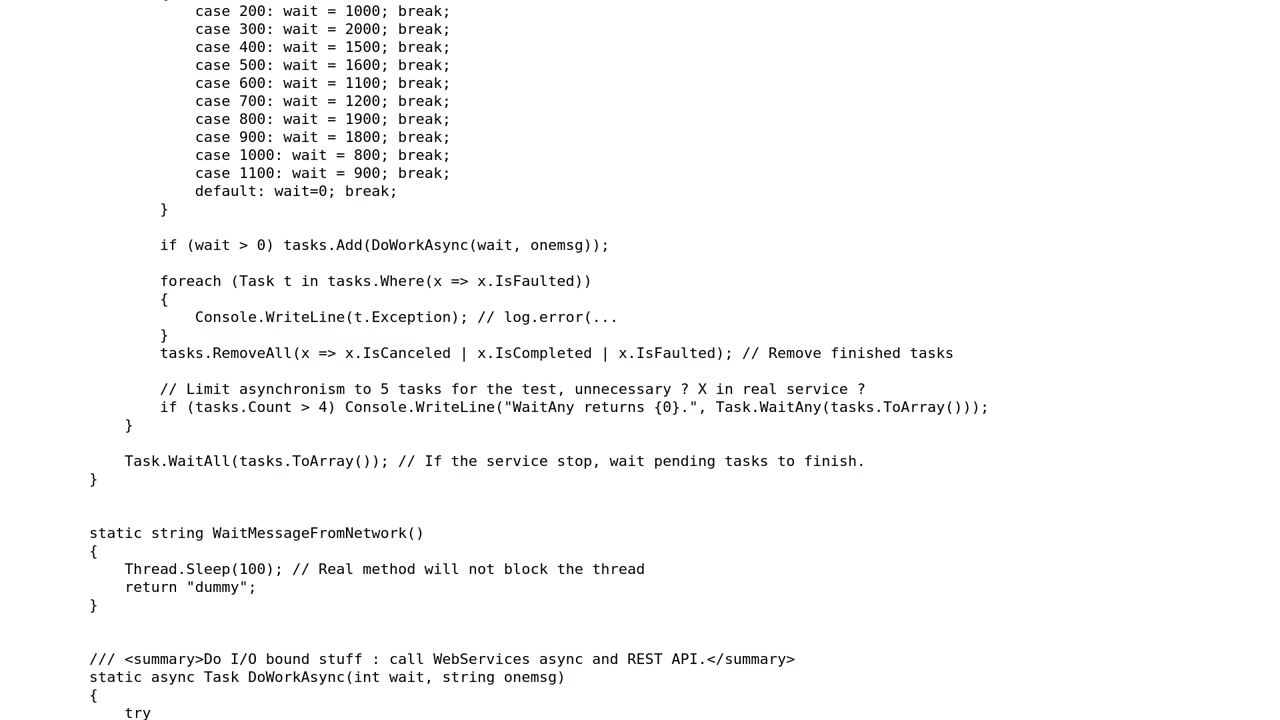 case 200: wait = 1000; break;
case 300: wait = 2000; break;
case 400: wait = 1500; break;
case 500: wait = 1600; break;
case 600: wait = 1100; break;
case 700: wait = 1200; break;
case 800: wait = 1900; break;
case 900: wait = 1800; break;
case 1000: wait = 800; break;
case 1100: wait = 900; break;
default: wait=0; break;
}
if (wait > 0) tasks.Add(DoWorkAsync(wait, onemsg));
foreach (Task t in tasks.Where(x => x.IsFaulted))
{
Console.WriteLine(t.Exception); // log.error(...
}
tasks.RemoveAll(x => x.IsCanceled | x.IsCompleted | x.IsFaulted); // Remove finished tasks
// Limit asynchronism to 5 tasks for the test, unnecessary ? X in real service ?
if (tasks.Count > 4) Console.WriteLine("WaitAny returns {0}.", Task.WaitAny(tasks.ToArray()));
}
Task.WaitAll(tasks.ToArray()); // If the service stop, wait pending tasks to finish.
}
static string WaitMessageFromNetwork()
{
Thread.Sleep(100); // Real method will not block the thread
return "dummy";
}
/// <summary>Do I/O bound stuff : call WebServices async and REST API.</summary>
static async Task DoWorkAsync(int wait, string onemsg)
{
try